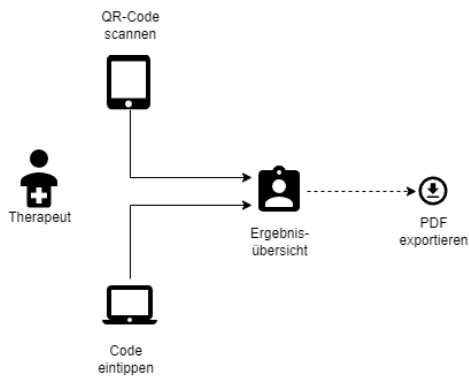 QR-Code
scannen
Therapeut
Ergebnis-
übersicht
PDF
exportieren
Code
eintippen